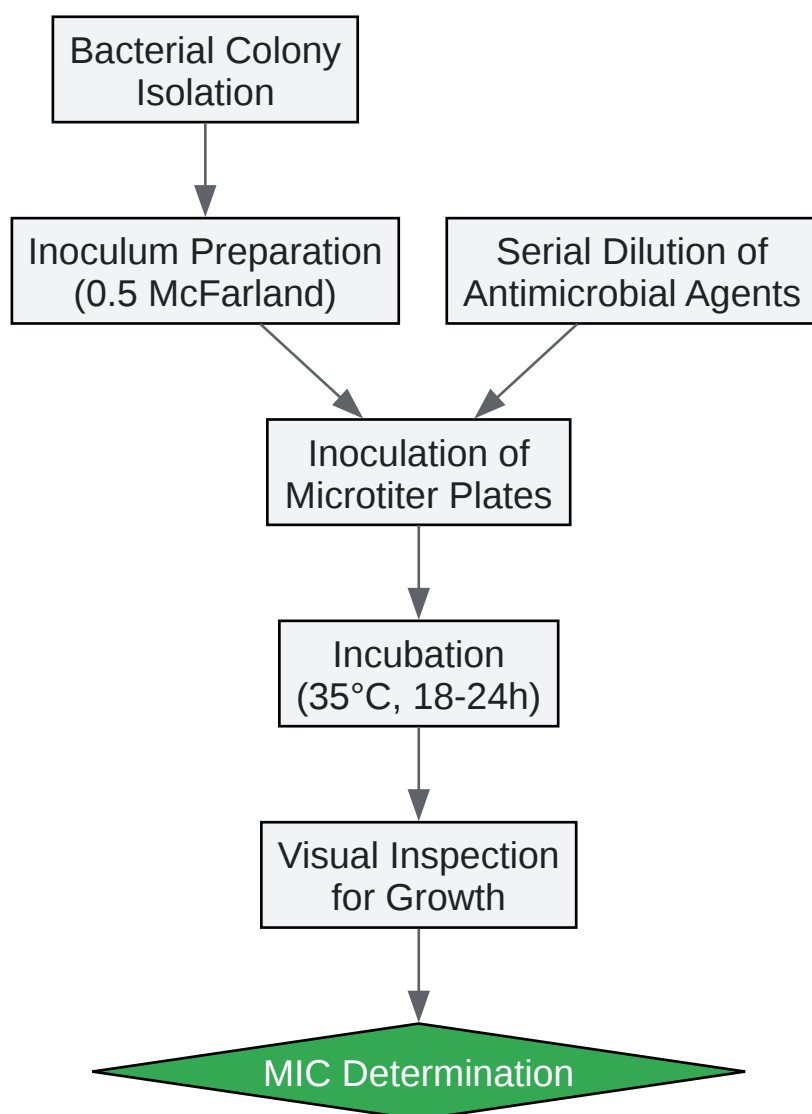 Bacterial Colony
Isolation
Inoculum Preparation
(0.5 McFarland)
Serial Dilution of
Antimicrobial Agents
Inoculation of
Microtiter Plates
Incubation
(35°C, 18-24h)
Visual Inspection
for Growth
MIC Determination